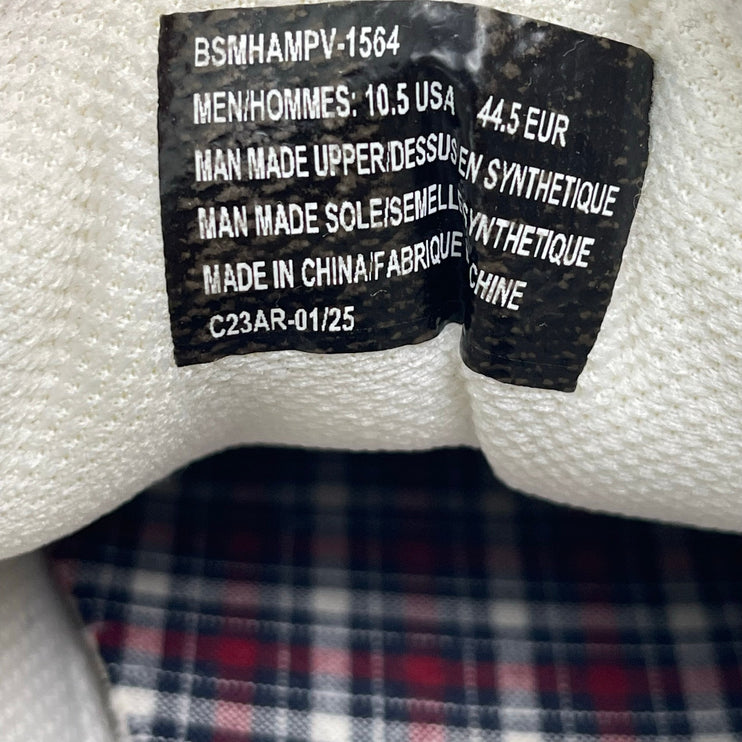 BSMHAMPV-1564
MEN/HOMMES: 10.5 USA 44.5 EUR
MAN MADE UPPER/DESSUS EN SYNTHETIQUE
MAN MADE SOLE/SEMELLE SYNTHETIQUE
MADE IN CHINA/FABRIQUE CHINE
C23AR-01/25